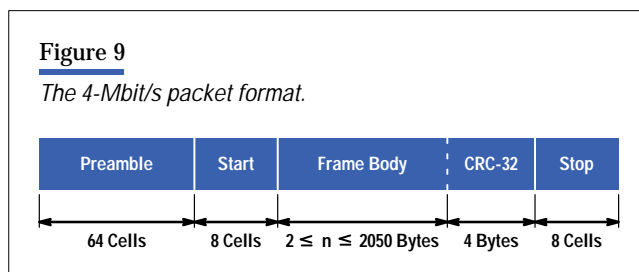 Figure 9
The 4-Mbit/s packet format.
Preamble Start Frame Body CRC-32 Stop
64 Cells 8 Cells 2 ≤ n ≤ 2050 Bytes 4 Bytes 8 Cells